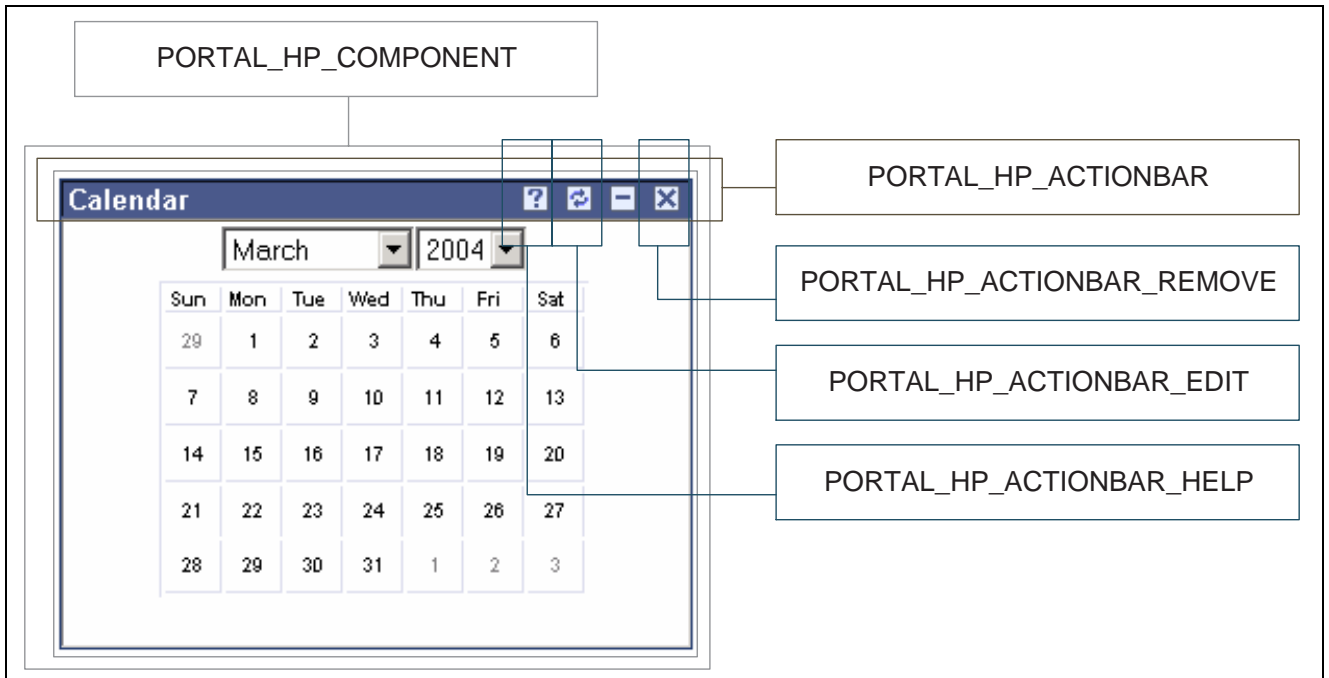 PORTAL_HP_COMPONENT
PORTAL_HP_ACTIONBAR
Calendar ?
March 2004
PORTAL_HP_ACTIONBAR_REMOVE
Sun Mon Tue Wed Thu Fri Sat
29 1 2 3 4 5 6
PORTAL_HP_ACTIONBAR_EDIT
7 8 9 10 11 12 13
14 15 16 17 18 19 20
PORTAL_HP_ACTIONBAR_HELP
21 22 23 24 25 26 27
28 29 30 31 1 2 3